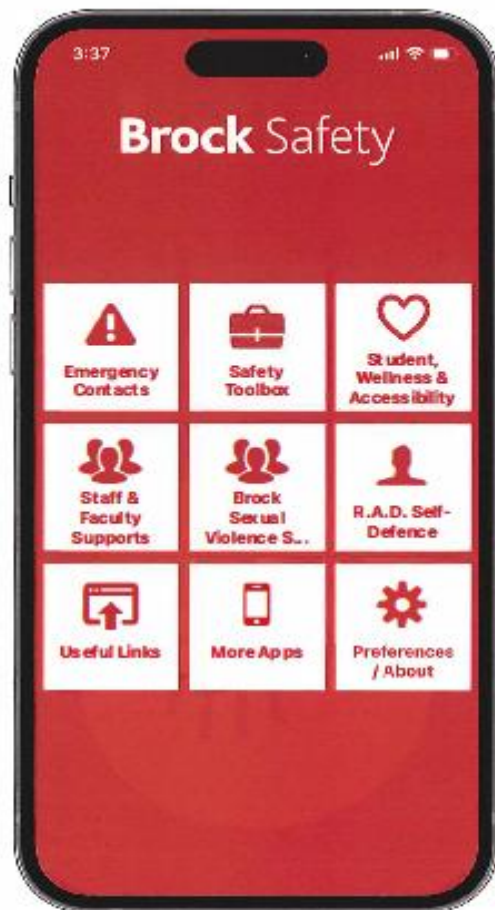 3:37
Brock Safety
Emergency
Contacts
Safety
Toolbox
Student,
Wellness &
Accessibility
Staff &
Faculty
Supports
Brock
Sexual
Violence S...
R.A.D. Self-
Defence
Useful Links
More Apps
Preferences
/ About